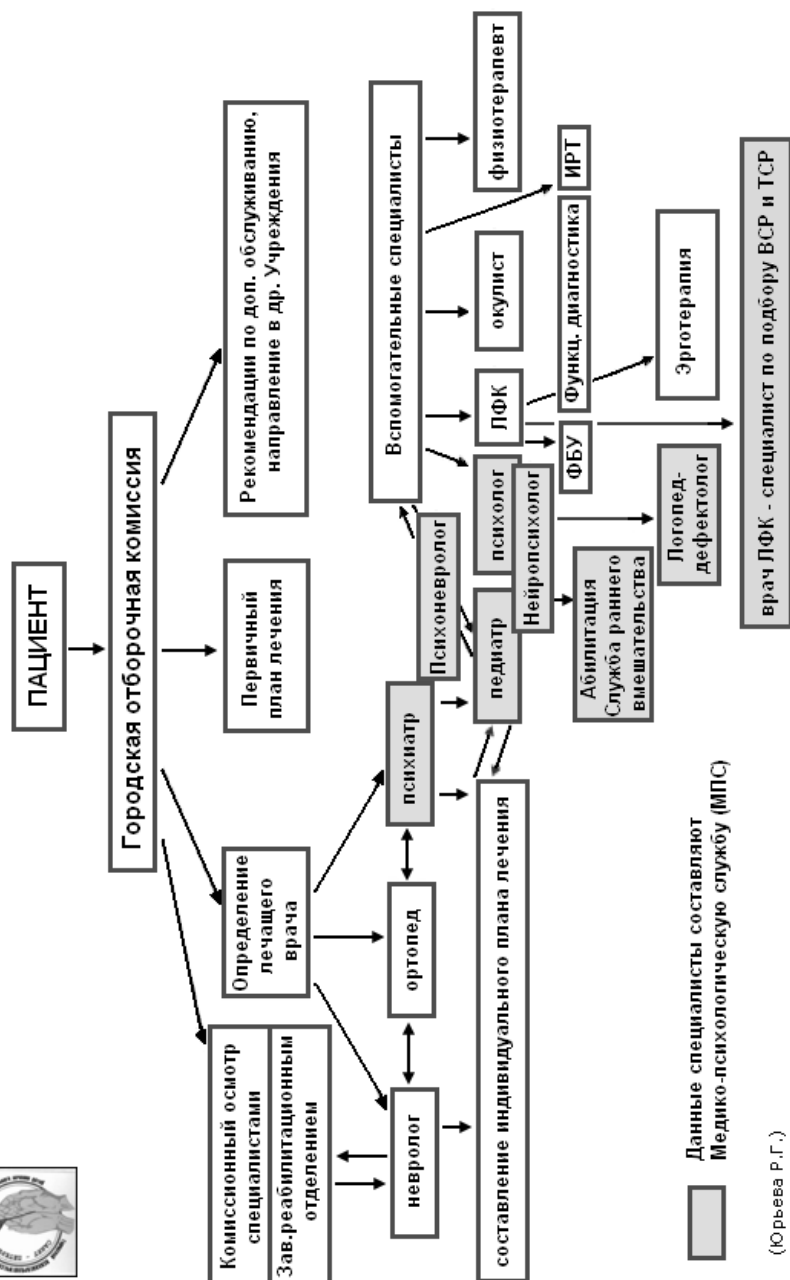 ПАЦИЕНТ
Городская отборочная комиссия
Комиссионный осмотр
специалистами
Зав.реабилитационным
отделением
Определение
лечащего
врача
Первичный
план лечения
Рекомендации по доп. обслуживанию,
направление в др. Учреждения
невролог
ортопед
психиатр
Психоневролог
Вспомогательные специалисты
составление индивидуального плана лечения
педиатр
психолог
Нейропсихолог
ЛФК
окулист
физиотерапевт
ФБУ
Функц. диагностика
ИРТ
Абилитация
Служба раннего
вмешательства
Логопед-
дефектолог
Эрготерапия
врач ЛФК - специалист по подбору ВСР и ТСР
Данные специалисты составляют
Медико-психологическую службу (МПС)
(Юрьева Р.Г.)